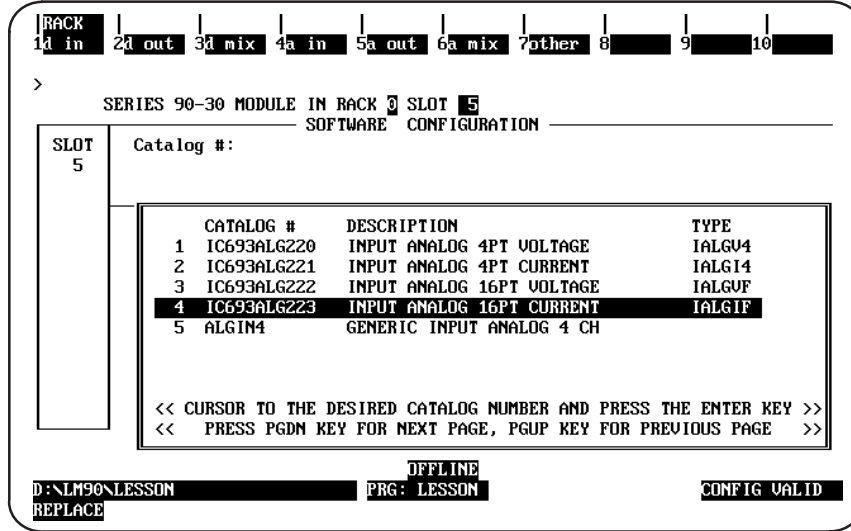 RACK
1d in 2d out 3d mix 4a in 5a out 6a mix 7other 8 9 10
>
SERIES 90-30 MODULE IN RACK 0 SLOT 5
SOFTWARE CONFIGURATION
SLOT Catalog #:
5
CATALOG # DESCRIPTION TYPE
1 IC693ALG220 INPUT ANALOG 4PT VOLTAGE IALGV4
2 IC693ALG221 INPUT ANALOG 4PT CURRENT IALGI4
3 IC693ALG222 INPUT ANALOG 16PT VOLTAGE IALGVF
4 IC693ALG223 INPUT ANALOG 16PT CURRENT IALGIF
5 ALGIN4 GENERIC INPUT ANALOG 4 CH
<< CURSOR TO THE DESIRED CATALOG NUMBER AND PRESS THE ENTER KEY >>
<< PRESS PGDN KEY FOR NEXT PAGE, PGUP KEY FOR PREVIOUS PAGE >>
OFFLINE
D:\LM90\LESSON PRG: LESSON CONFIG VALID
REPLACE